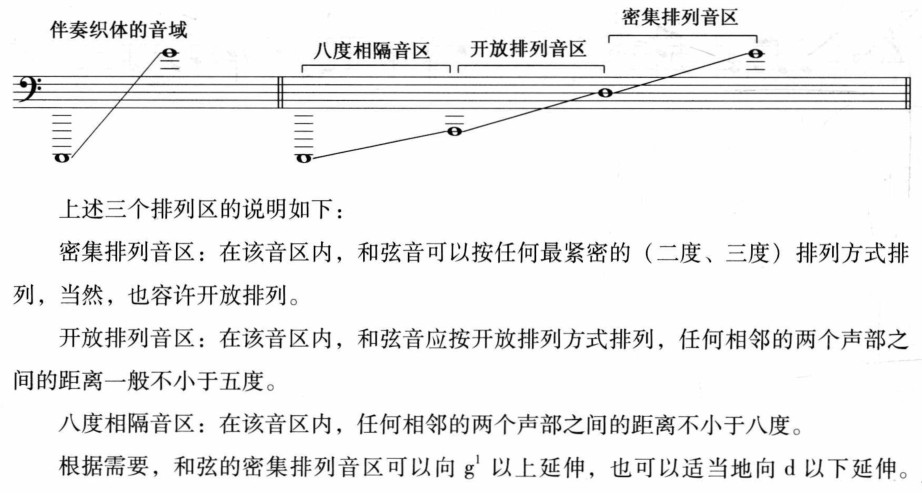 伴奏织体的音域
八度相隔音区
开放排列音区
密集排列音区
上述三个排列区的说明如下：
密集排列音区：在该音区内，和弦音可以按任何最紧密的（二度、三度）排列方式排
列，当然，也容许开放排列。
开放排列音区：在该音区内，和弦音应按开放排列方式排列，任何相邻的两个声部之
间的距离一般不小于五度。
八度相隔音区：在该音区内，任何相邻的两个声部之间的距离不小于八度。
根据需要，和弦的密集排列音区可以向 g¹ 以上延伸，也可以适当地向 d 以下延伸。